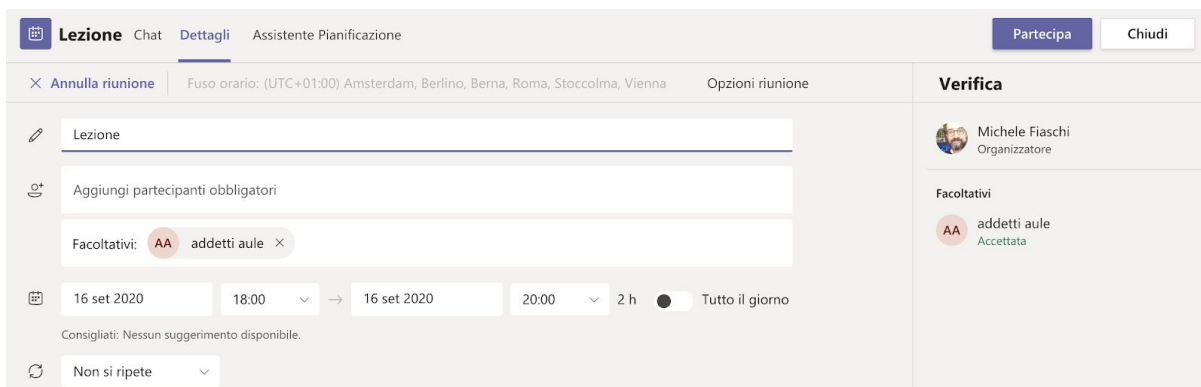 Lezione Chat Dettagli Assistente Pianificazione Partecipa Chiudi
Annulla riunione Fuso orario: (UTC+01:00) Amsterdam, Berlino, Berna, Roma, Stoccolma, Vienna Opzioni riunione
Lezione
Aggiungi partecipanti obbligatori
Facoltativi: AA addetti aule
16 set 2020 18:00 → 16 set 2020 20:00 2 h Tutto il giorno
Consigliati: Nessun suggerimento disponibile.
Non si ripete
Verifica
Michele Fiaschi
Organizzatore
Facoltativi
AA addetti aule
Accettata